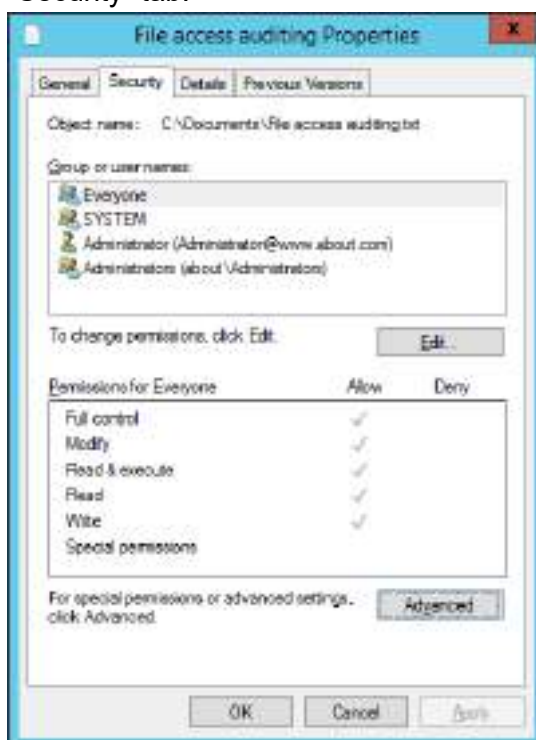 "Security" tab.
File access auditing Properties
x
General Security Details Previous Versions
Object name: C:\Documents\File access auditing.txt
Group or user names:
Everyone
SYSTEM
Administrator (Administrator@www.about.com)
Administrators (about\Administrators)
To change permissions, click Edit.
Edit...
Permissions for Everyone Allow Deny
Full control
Modify
Read & execute
Read
Write
Special permissions
For special permissions or advanced settings,
click Advanced.
Advanced
OK Cancel Apply